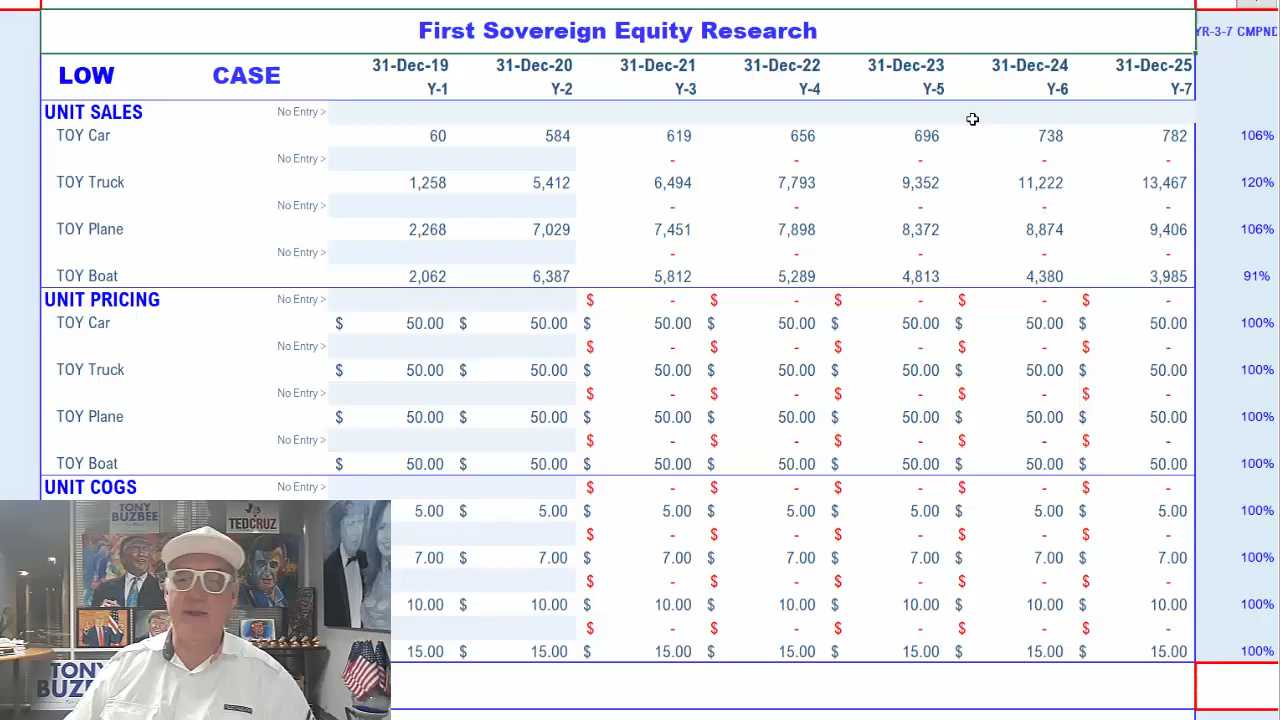 First Sovereign Equity Research
YR-3-7 CMPND
LOW CASE 31-Dec-19 31-Dec-20 31-Dec-21 31-Dec-22 31-Dec-23 31-Dec-24 31-Dec-25
Y-1 Y-2 Y-3 Y-4 Y-5 Y-6 Y-7
UNIT SALES No Entry >
TOY Car 60 584 619 656 696 738 782 106%
No Entry > - - - - -
TOY Truck 1,258 5,412 6,494 7,793 9,352 11,222 13,467 120%
No Entry > - - - - -
TOY Plane 2,268 7,029 7,451 7,898 8,372 8,874 9,406 106%
No Entry > - - - - -
TOY Boat 2,062 6,387 5,812 5,289 4,813 4,380 3,985 91%
UNIT PRICING No Entry > $ - $ - $ - $ - $ -
TOY Car $ 50.00 $ 50.00 $ 50.00 $ 50.00 $ 50.00 $ 50.00 $ 50.00 100%
No Entry > $ - $ - $ - $ - $ -
TOY Truck $ 50.00 $ 50.00 $ 50.00 $ 50.00 $ 50.00 $ 50.00 $ 50.00 100%
No Entry > $ - $ - $ - $ - $ -
TOY Plane $ 50.00 $ 50.00 $ 50.00 $ 50.00 $ 50.00 $ 50.00 $ 50.00 100%
No Entry > $ - $ - $ - $ - $ -
TOY Boat $ 50.00 $ 50.00 $ 50.00 $ 50.00 $ 50.00 $ 50.00 $ 50.00 100%
UNIT COGS No Entry > $ - $ - $ - $ - $ -
5.00 $ 5.00 $ 5.00 $ 5.00 $ 5.00 $ 5.00 $ 5.00 100%
$ - $ - $ - $ - $ -
7.00 $ 7.00 $ 7.00 $ 7.00 $ 7.00 $ 7.00 $ 7.00 100%
$ - $ - $ - $ - $ -
10.00 $ 10.00 $ 10.00 $ 10.00 $ 10.00 $ 10.00 $ 10.00 100%
$ - $ - $ - $ - $ -
15.00 $ 15.00 $ 15.00 $ 15.00 $ 15.00 $ 15.00 $ 15.00 100%
TONY
BUZBEE
TEDCRUZ
TONY
BUZBEE